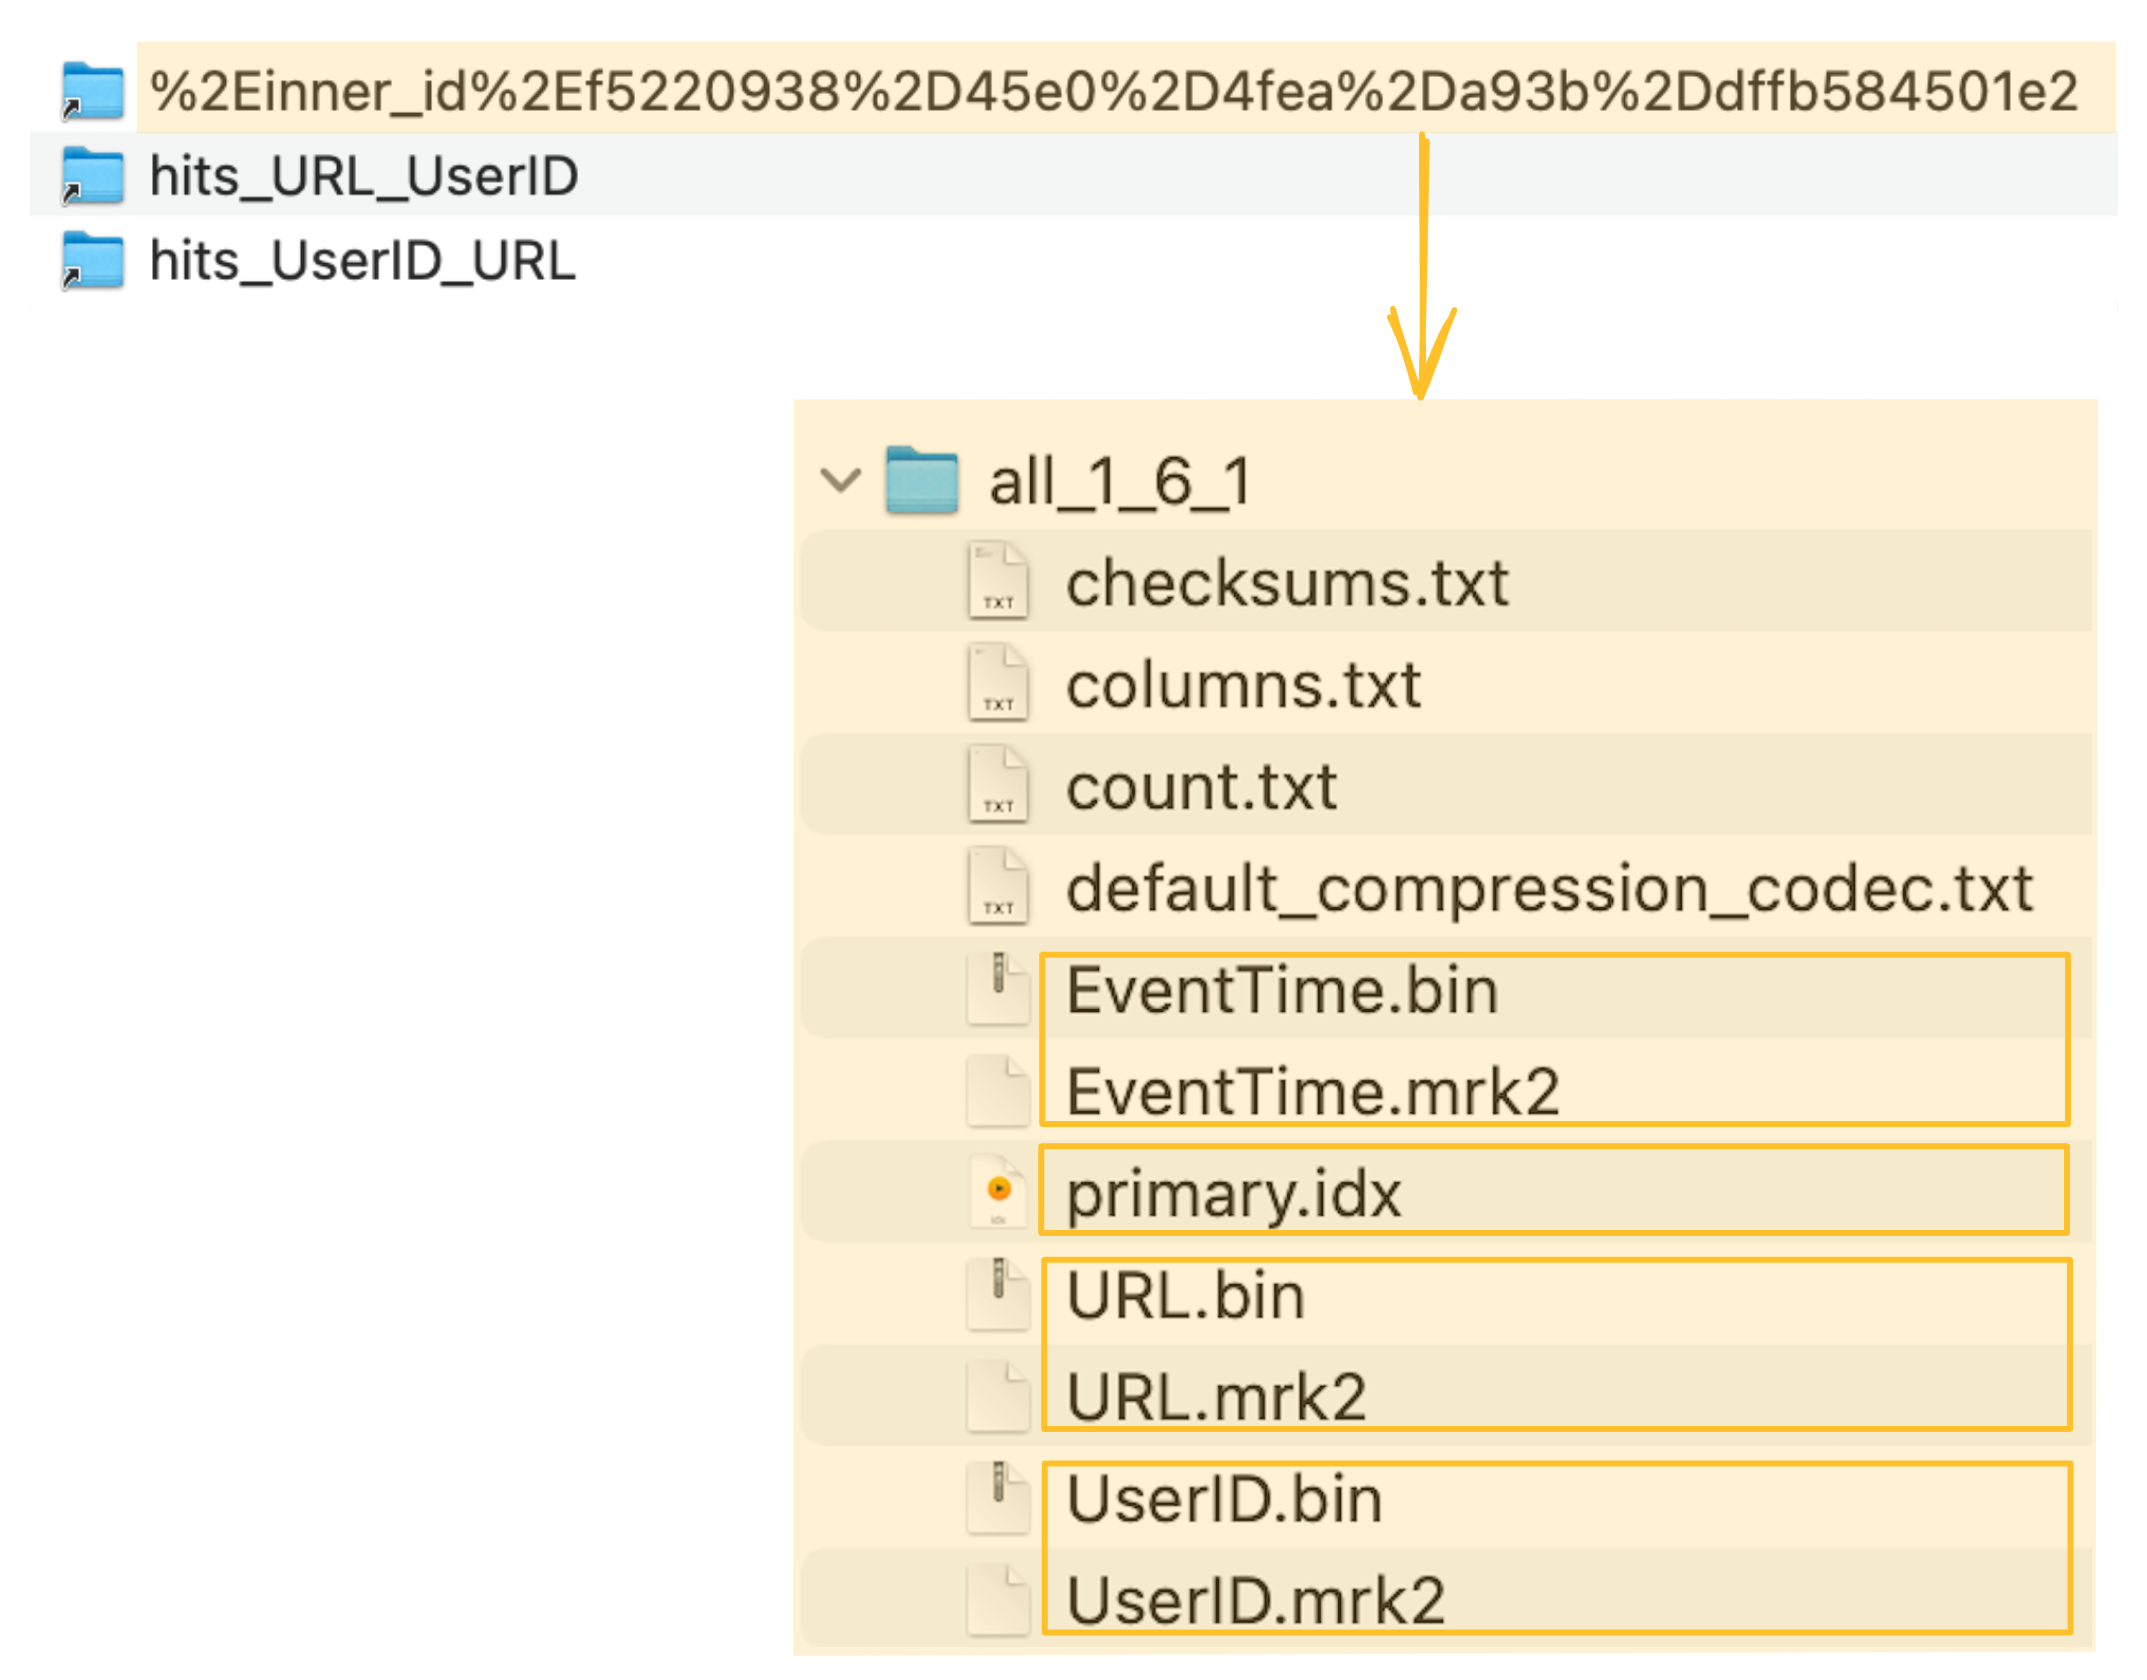 %2Einner_id%2Ef5220938%2D45e0%2D4fea%2Da93b%2Ddffb584501e2
hits_URL_UserID
hits_UserID_URL
all_1_6_1
TXT checksums.txt
TXT columns.txt
TXT count.txt
TXT default_compression_codec.txt
EventTime.bin
EventTime.mrk2
idx primary.idx
URL.bin
URL.mrk2
UserID.bin
UserID.mrk2